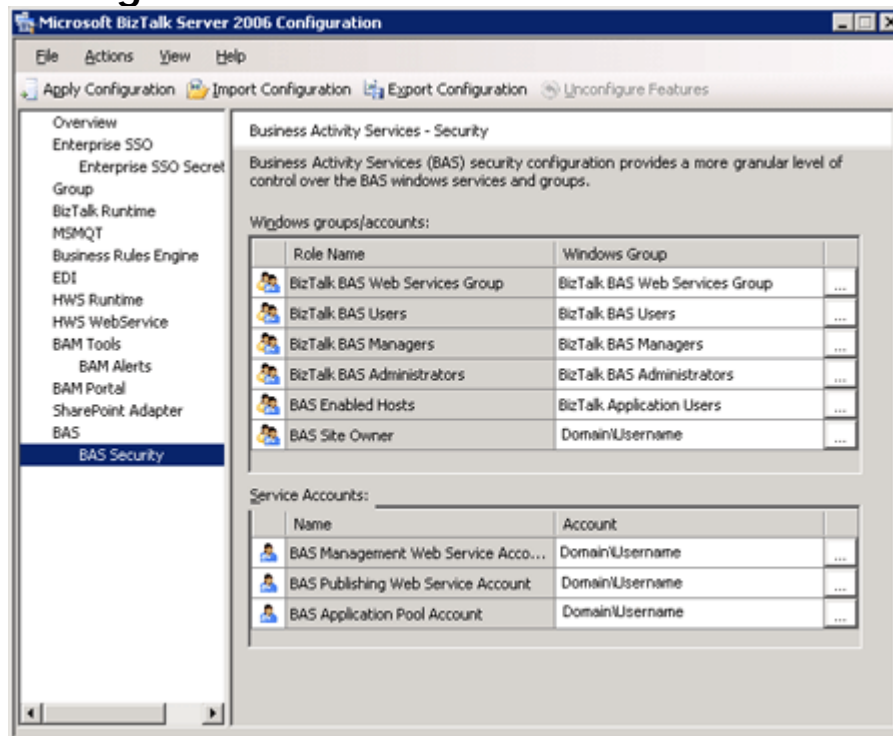 Microsoft BizTalk Server 2006 Configuration
File Actions View Help
Apply Configuration Import Configuration Export Configuration Unconfigure Features
Overview
Enterprise SSO
Enterprise SSO Secret
Group
BizTalk Runtime
MSMQT
Business Rules Engine
EDI
HWS Runtime
HWS WebService
BAM Tools
BAM Alerts
BAM Portal
SharePoint Adapter
BAS
BAS Security
Business Activity Services - Security
Business Activity Services (BAS) security configuration provides a more granular level of
control over the BAS windows services and groups.
Windows groups/accounts:
Role Name Windows Group
BizTalk BAS Web Services Group BizTalk BAS Web Services Group ...
BizTalk BAS Users BizTalk BAS Users ...
BizTalk BAS Managers BizTalk BAS Managers ...
BizTalk BAS Administrators BizTalk BAS Administrators ...
BAS Enabled Hosts BizTalk Application Users ...
BAS Site Owner Domain\Username ...
Service Accounts:
Name Account
BAS Management Web Service Acco... Domain\Username ...
BAS Publishing Web Service Account Domain\Username ...
BAS Application Pool Account Domain\Username ...